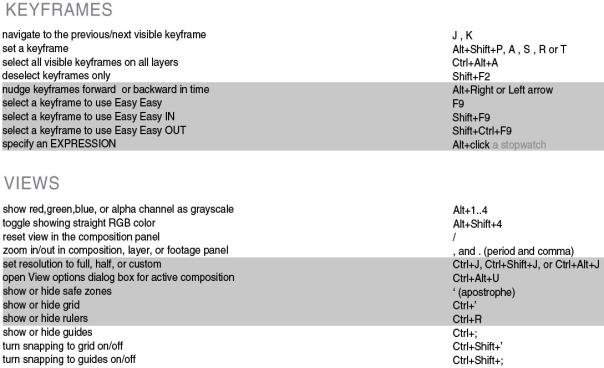 KEYFRAMES
navigate to the previous/next visible keyframe J , K
set a keyframe Alt+Shift+P, A , S , R or T
select all visible keyframes on all layers Ctrl+Alt+A
deselect keyframes only Shift+F2
nudge keyframes forward or backward in time Alt+Right or Left arrow
select a keyframe to use Easy Easy F9
select a keyframe to use Easy Easy IN Shift+F9
select a keyframe to use Easy Easy OUT Shift+Ctrl+F9
specify an EXPRESSION Alt+click a stopwatch
VIEWS
show red,green,blue, or alpha channel as grayscale Alt+1..4
toggle showing straight RGB color Alt+Shift+4
reset view in the composition panel /
zoom in/out in composition, layer, or footage panel , and . (period and comma)
set resolution to full, half, or custom Ctrl+J, Ctrl+Shift+J, or Ctrl+Alt+J
open View options dialog box for active composition Ctrl+Alt+U
show or hide safe zones ‘ (apostrophe)
show or hide grid Ctrl+’
show or hide rulers Ctrl+R
show or hide guides Ctrl+;
turn snapping to grid on/off Ctrl+Shift+’
turn snapping to guides on/off Ctrl+Shift+;